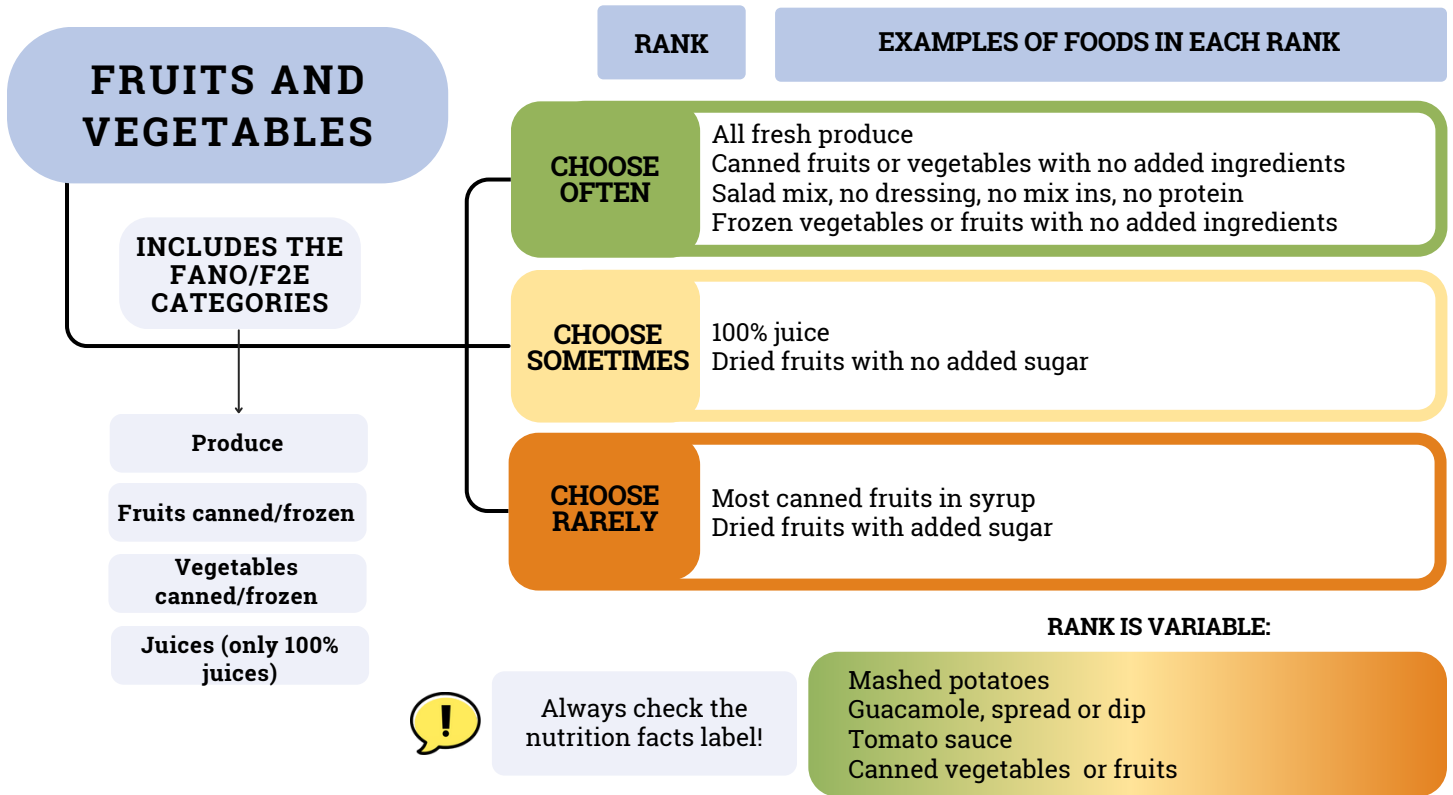 FRUITS AND
VEGETABLES
INCLUDES THE
FANO/F2E
CATEGORIES
Produce
Fruits canned/frozen
Vegetables
canned/frozen
Juices (only 100%
juices)
RANK
EXAMPLES OF FOODS IN EACH RANK
CHOOSE
OFTEN
All fresh produce
Canned fruits or vegetables with no added ingredients
Salad mix, no dressing, no mix ins, no protein
Frozen vegetables or fruits with no added ingredients
CHOOSE
SOMETIMES
100% juice
Dried fruits with no added sugar
CHOOSE
RARELY
Most canned fruits in syrup
Dried fruits with added sugar
!
Always check the
nutrition facts label!
RANK IS VARIABLE:
Mashed potatoes
Guacamole, spread or dip
Tomato sauce
Canned vegetables or fruits